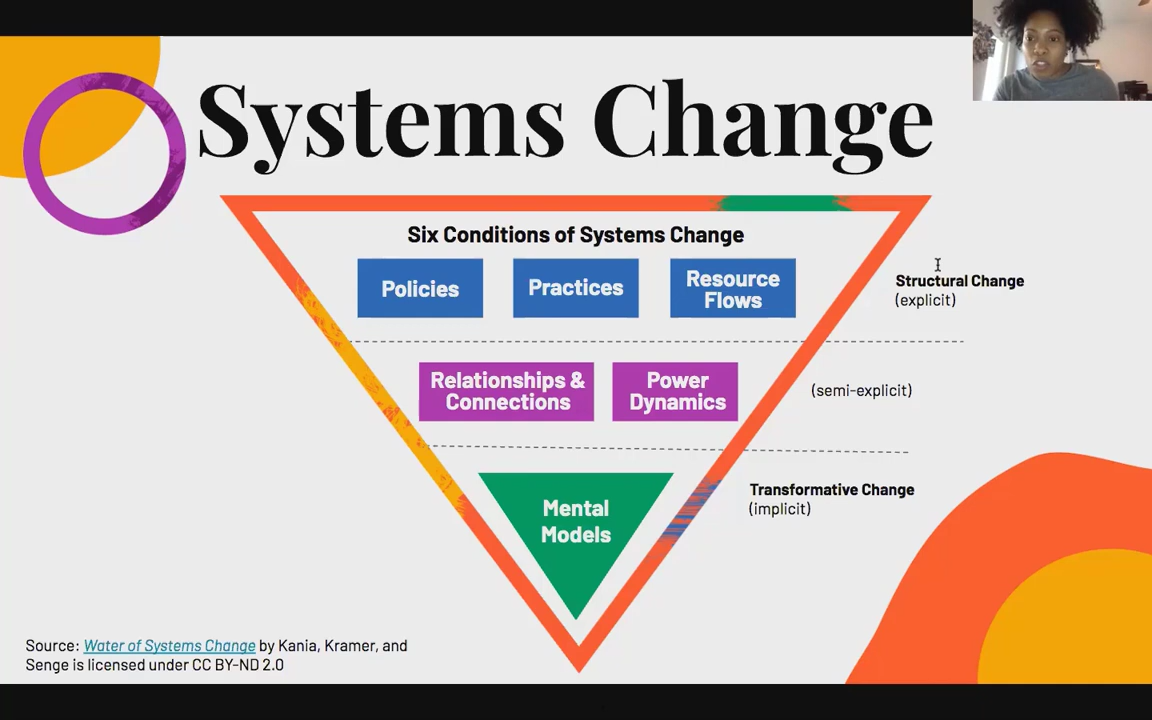 Systems Change
Six Conditions of Systems Change
Policies
Practices
Resource
Flows
Structural Change
(explicit)
Relationships &
Connections
Power
Dynamics
(semi-explicit)
Mental
Models
Transformative Change
(implicit)
Source: Water of Systems Change by Kania, Kramer, and
Senge is licensed under CC BY-ND 2.0